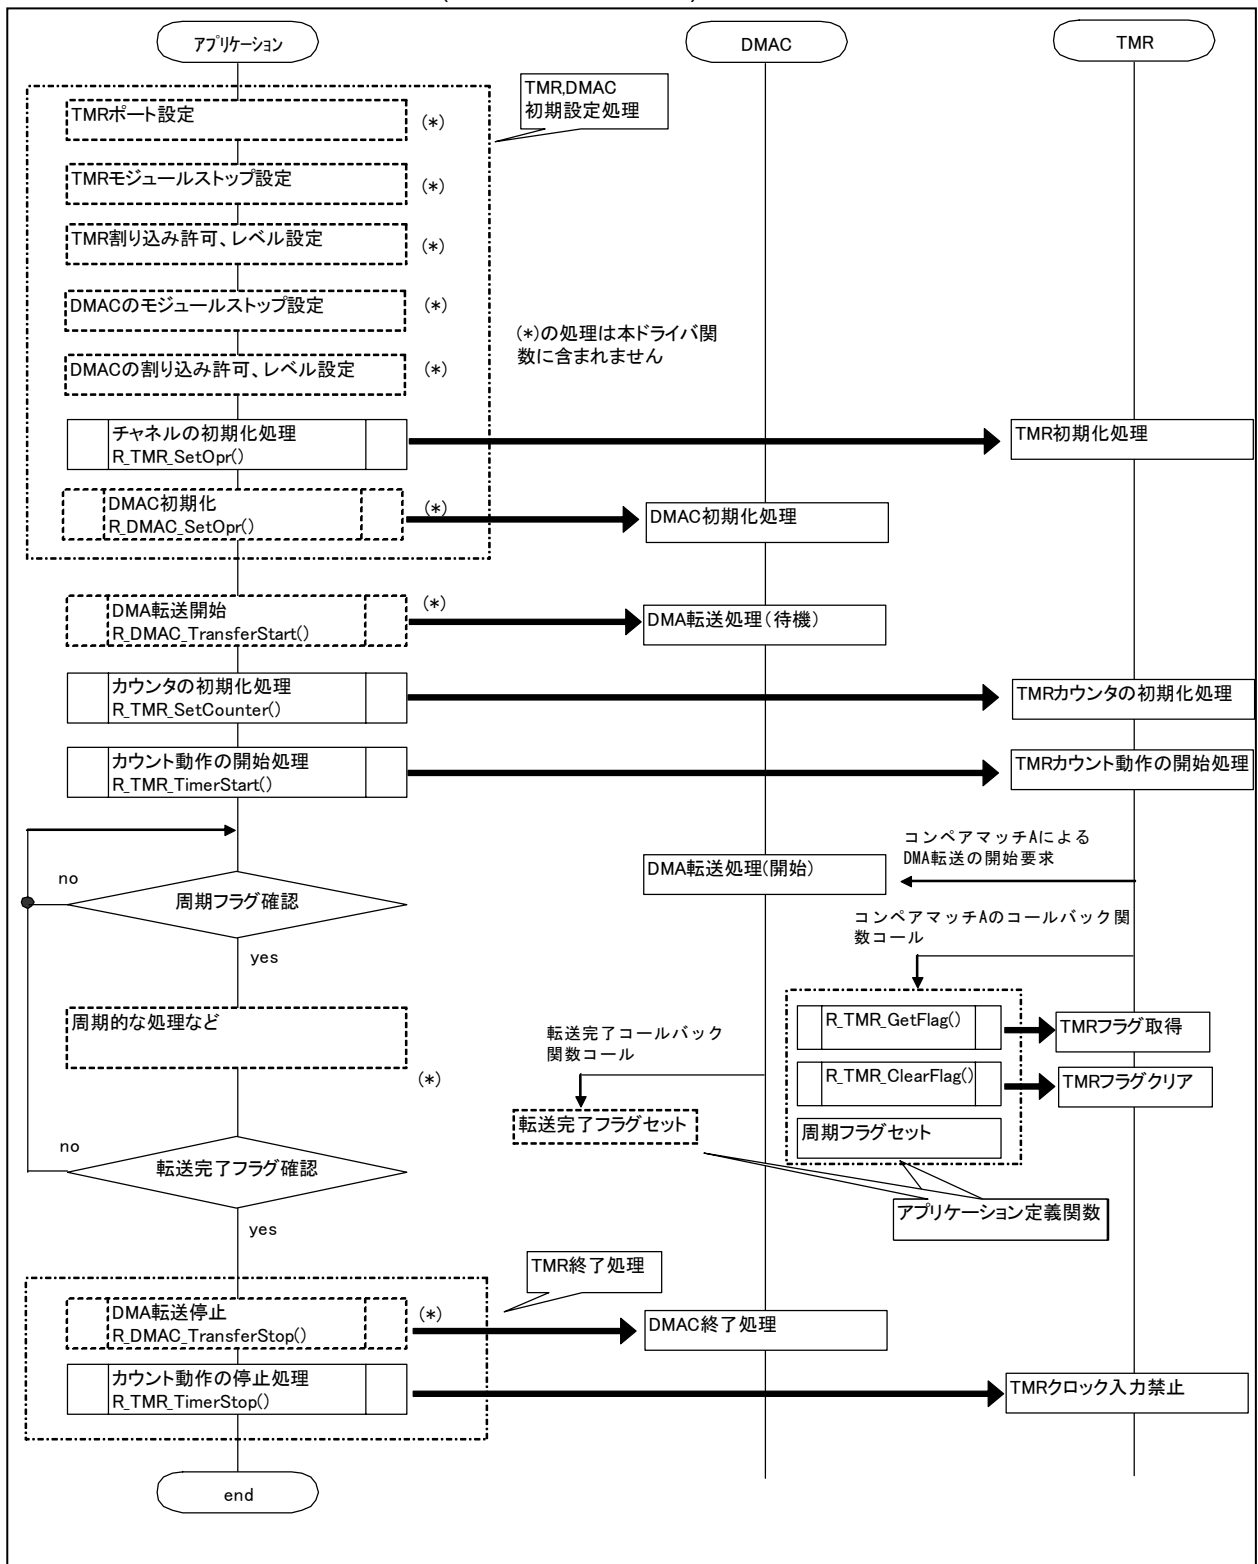 アプリケーション
DMAC
TMR
TMR,DMAC
初期設定処理
TMRポート設定
(*)
TMRモジュールストップ設定
(*)
TMR割り込み許可、レベル設定
(*)
DMACのモジュールストップ設定
(*)
(*)の処理は本ドライバ関
数に含まれません
DMACの割り込み許可、レベル設定
(*)
チャネルの初期化処理
R_TMR_SetOpr()
TMR初期化処理
DMAC初期化
R_DMAC_SetOpr()
(*)
DMAC初期化処理
DMA転送開始
R_DMAC_TransferStart()
(*)
DMA転送処理(待機)
カウンタの初期化処理
R_TMR_SetCounter()
TMRカウンタの初期化処理
カウント動作の開始処理
R_TMR_TimerStart()
TMRカウント動作の開始処理
コンペアマッチAによる
DMA転送の開始要求
DMA転送処理(開始)
no
周期フラグ確認
yes
コンペアマッチAのコールバック関
数コール
周期的な処理など
(*)
R_TMR_GetFlag()
TMRフラグ取得
転送完了コールバック
関数コール
R_TMR_ClearFlag()
TMRフラグクリア
転送完了フラグセット
周期フラグセット
no
転送完了フラグ確認
yes
アプリケーション定義関数
TMR終了処理
DMA転送停止
R_DMAC_TransferStop()
(*)
DMAC終了処理
カウント動作の停止処理
R_TMR_TimerStop()
TMRクロック入力禁止
end